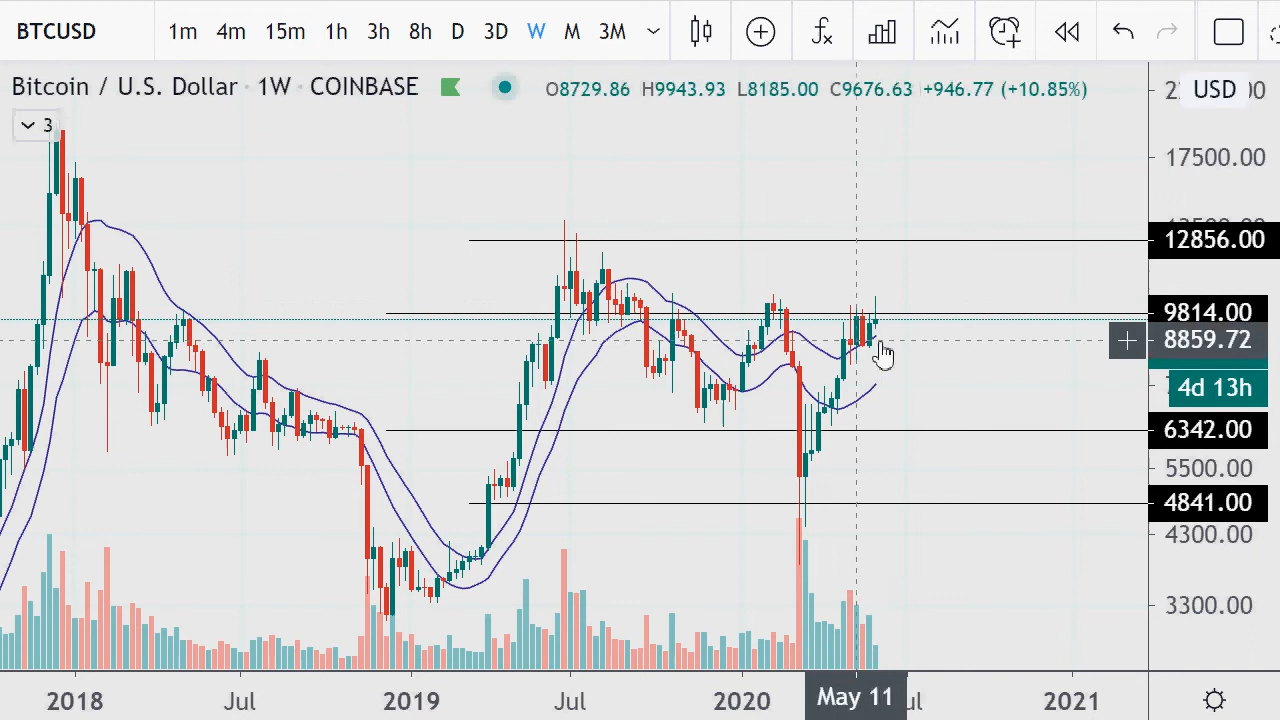 BTCUSD 1m 4m 15m 1h 3h 8h D 3D W M 3M
Bitcoin / U.S. Dollar · 1W · COINBASE O8729.86 H9943.93 L8185.00 C9676.63 +946.77 (+10.85%) USD
3
17500.00
12856.00
9814.00
8859.72
4d 13h
6342.00
5500.00
4841.00
4300.00
3300.00
2018 Jul 2019 Jul 2020 May 11 2021